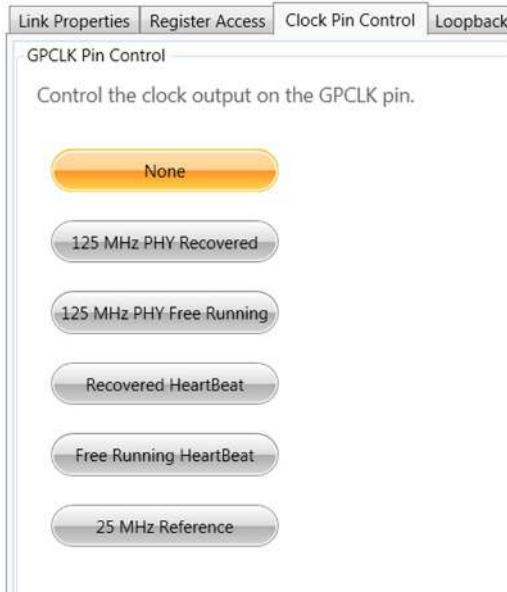 Link Properties
Register Access
Clock Pin Control
Loopback
GPCLK Pin Control
Control the clock output on the GPCLK pin.
None
125 MHz PHY Recovered
125 MHz PHY Free Running
Recovered HeartBeat
Free Running HeartBeat
25 MHz Reference